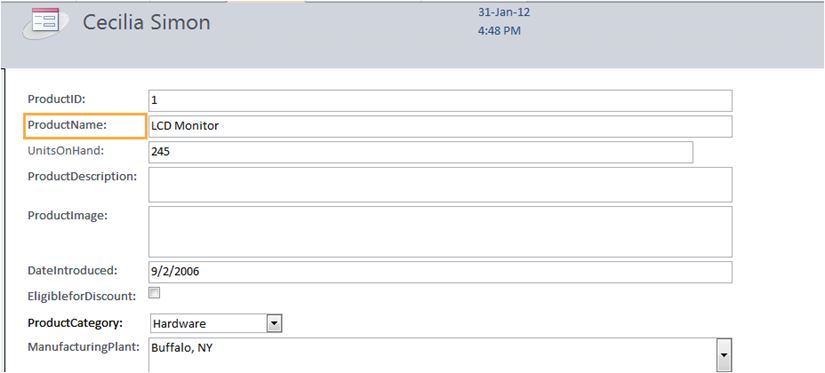 Cecilia Simon
31-Jan-12
4:48 PM
ProductID: 1
ProductName: LCD Monitor
UnitsOnHand: 245
ProductDescription:
ProductImage:
DateIntroduced: 9/2/2006
EligibleforDiscount:
ProductCategory: Hardware
ManufacturingPlant: Buffalo, NY